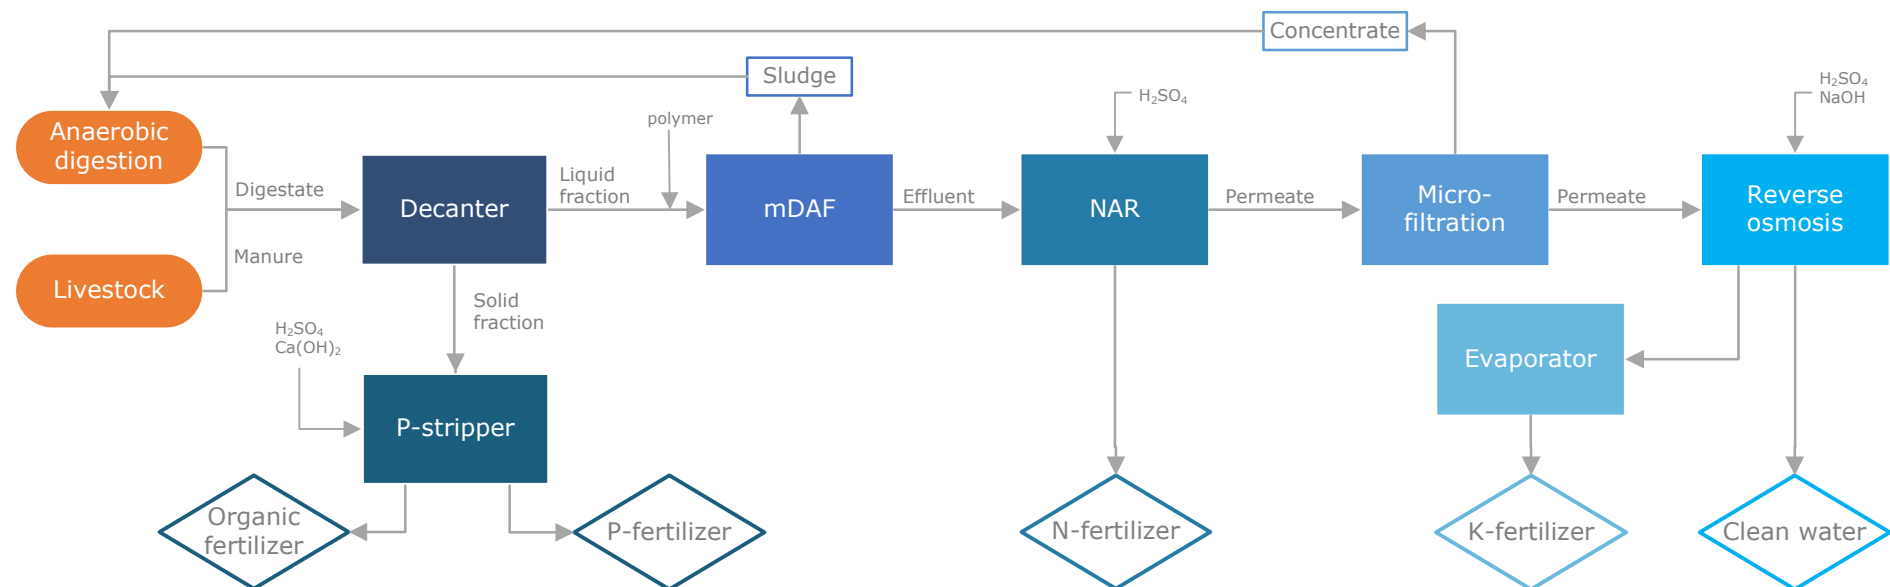 Concentrate
Sludge
H₂SO₄
H₂SO₄
NaOH
polymer
Anaerobic
digestion
Digestate
Decanter
Liquid
fraction
mDAF
Effluent
NAR
Permeate
Micro-
filtration
Permeate
Reverse
osmosis
Manure
Livestock
Solid
fraction
H₂SO₄
Ca(OH)₂
Evaporator
P-stripper
Organic
fertilizer
P-fertilizer
N-fertilizer
K-fertilizer
Clean water